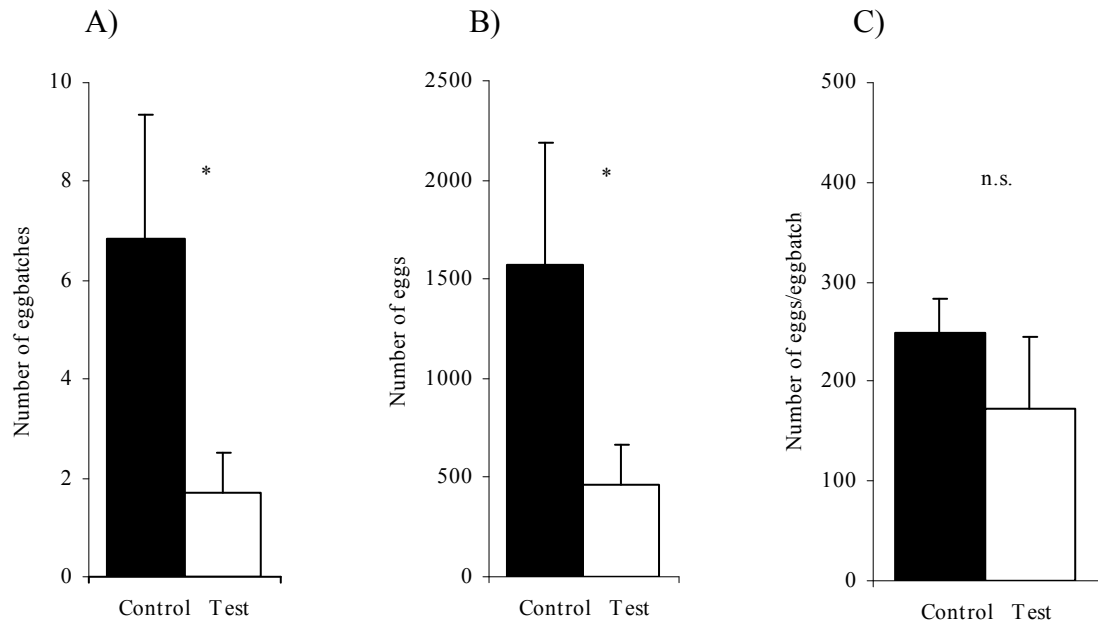 A)
Number of eggbatches
10
8
6
4
2
0
*
Control Test
B)
Number of eggs
2500
2000
1500
1000
500
0
*
Control Test
C)
Number of eggs/eggbatch
500
400
300
200
100
0
n.s.
Control Test